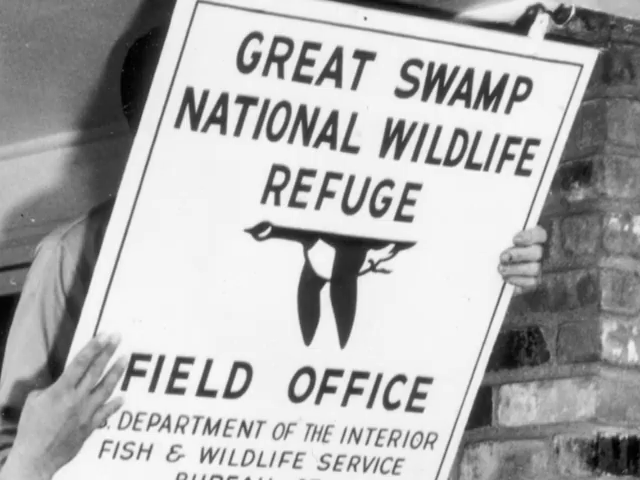 GREAT SWAMP
NATIONAL WILDLIFE
REFUGE
FIELD OFFICE
S. DEPARTMENT OF THE INTERIOR
FISH & WILDLIFE SERVICE